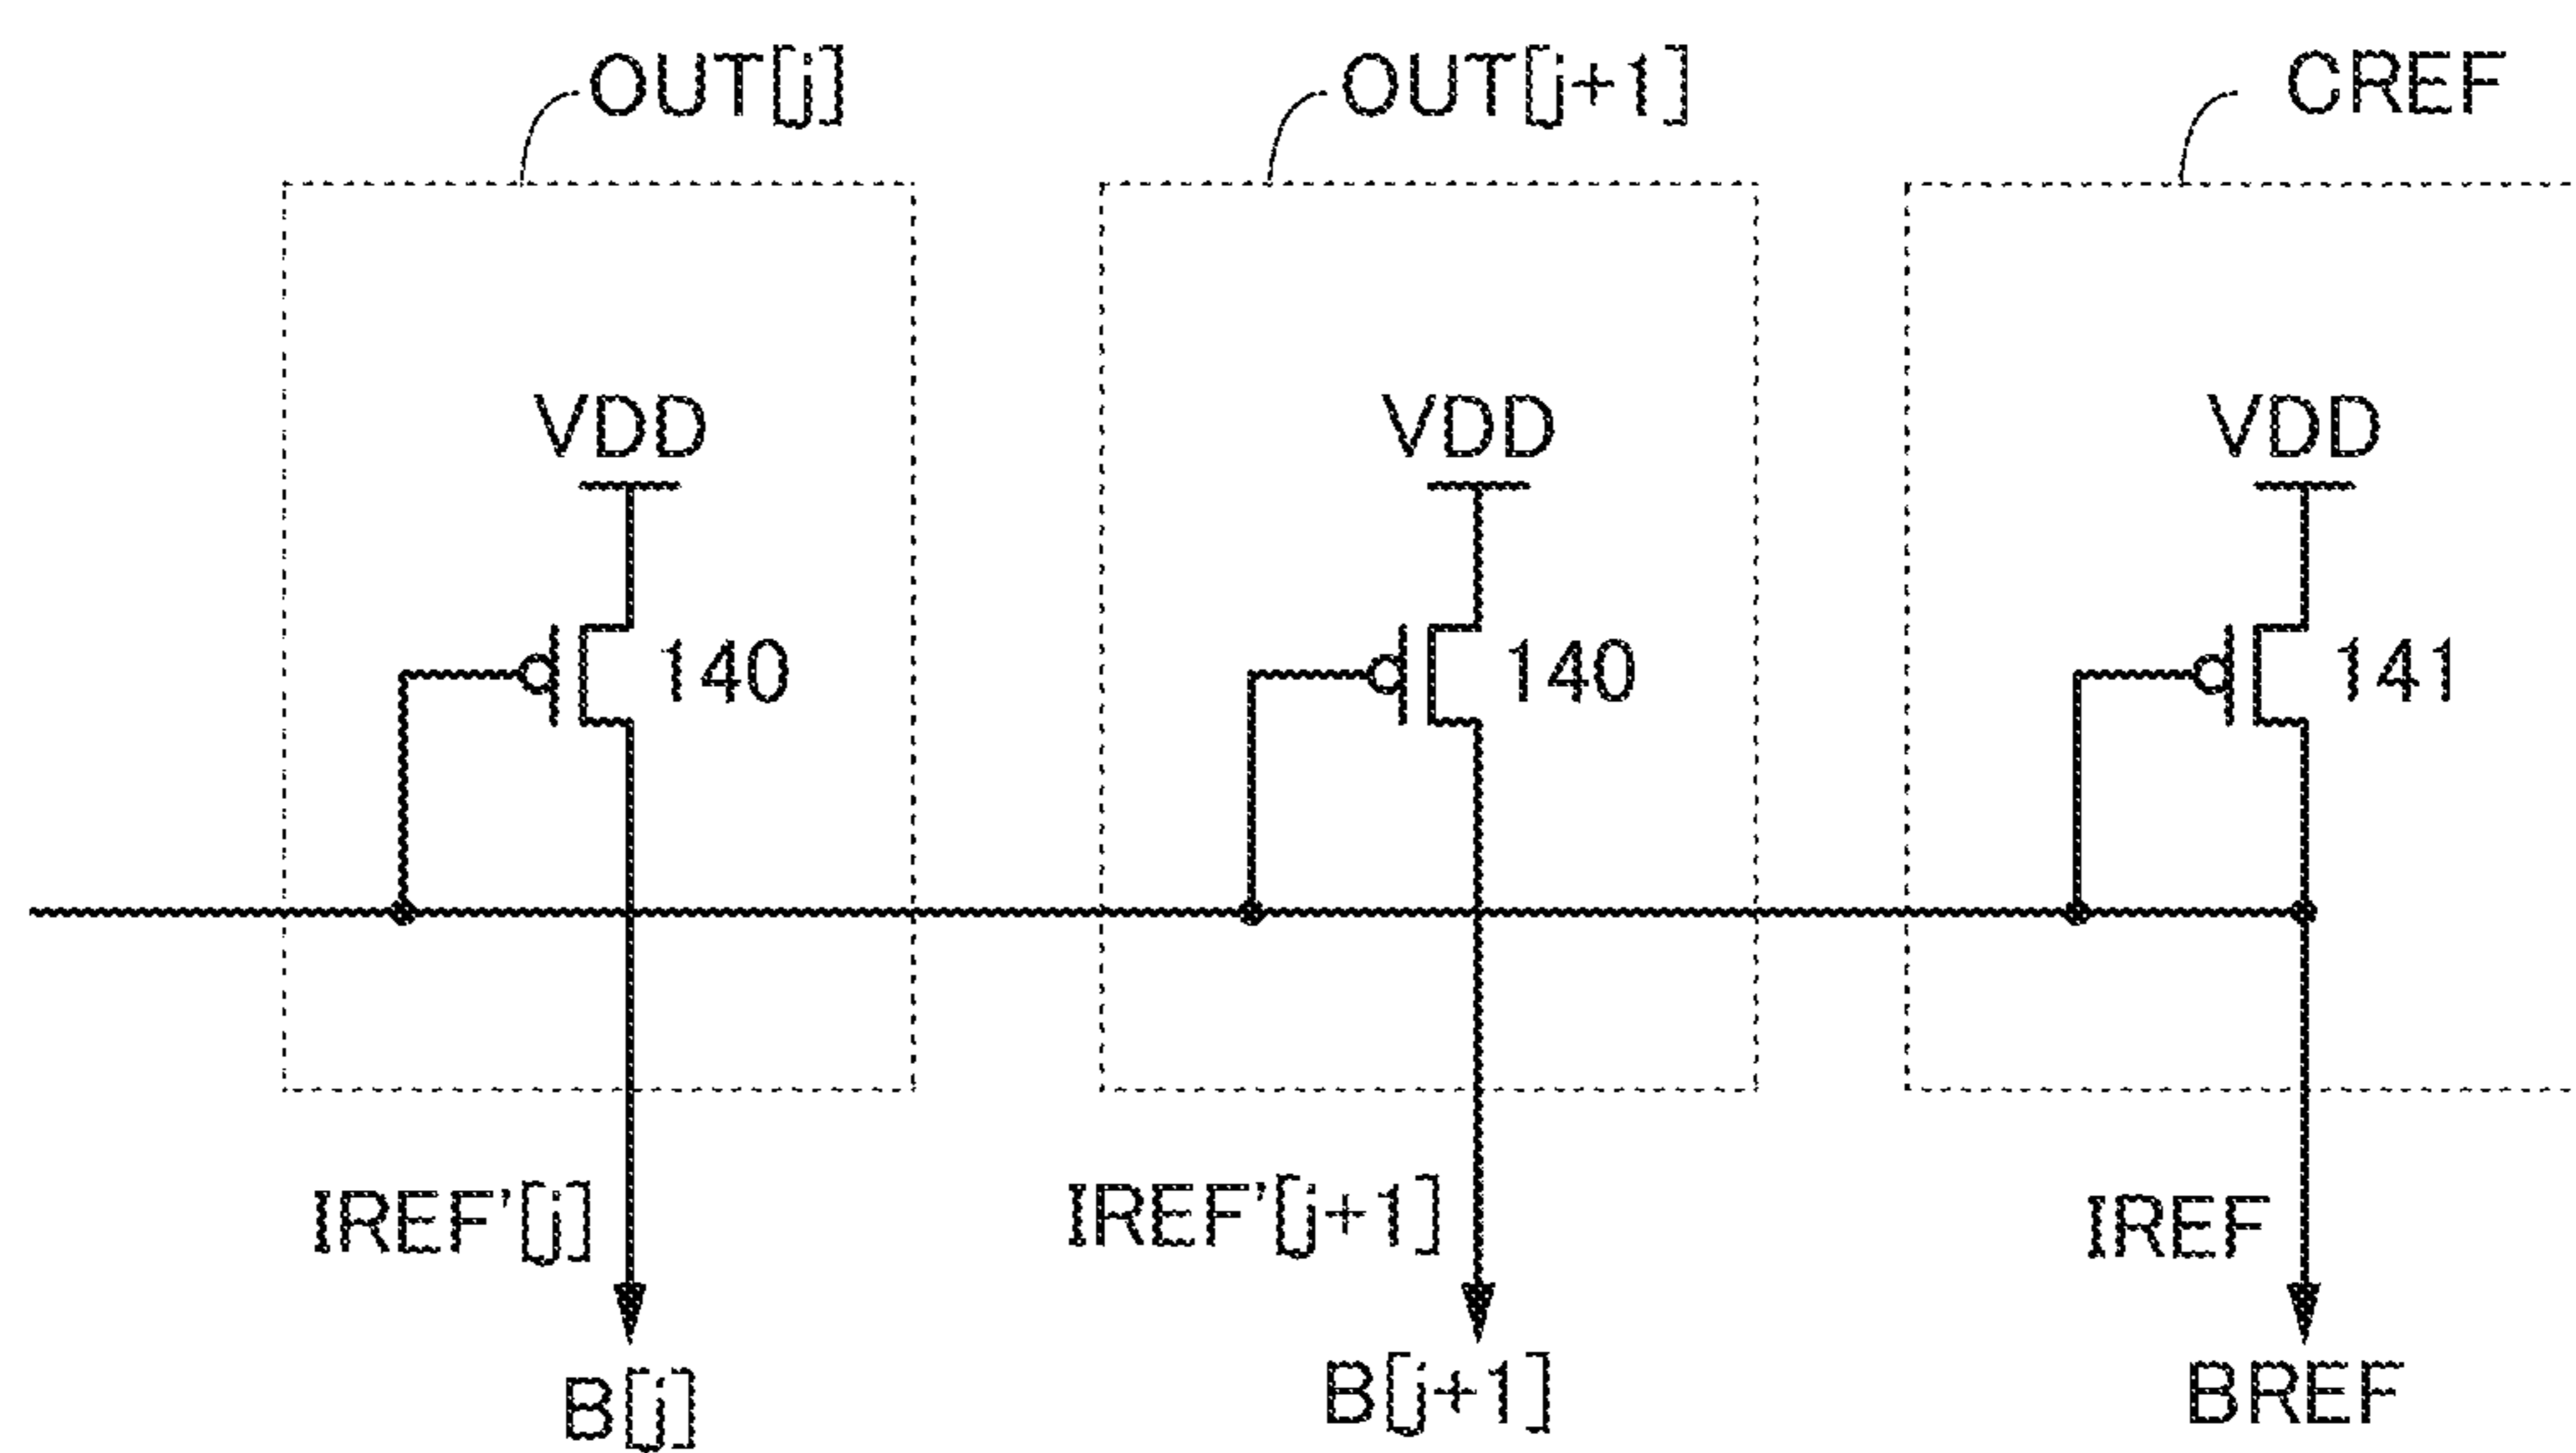 OUT[j]
OUT[j+1]
CREF
VDD
VDD
VDD
140
140
141
IREF'[j]
IREF'[j+1]
IREF
B[j]
B[j+1]
BREF